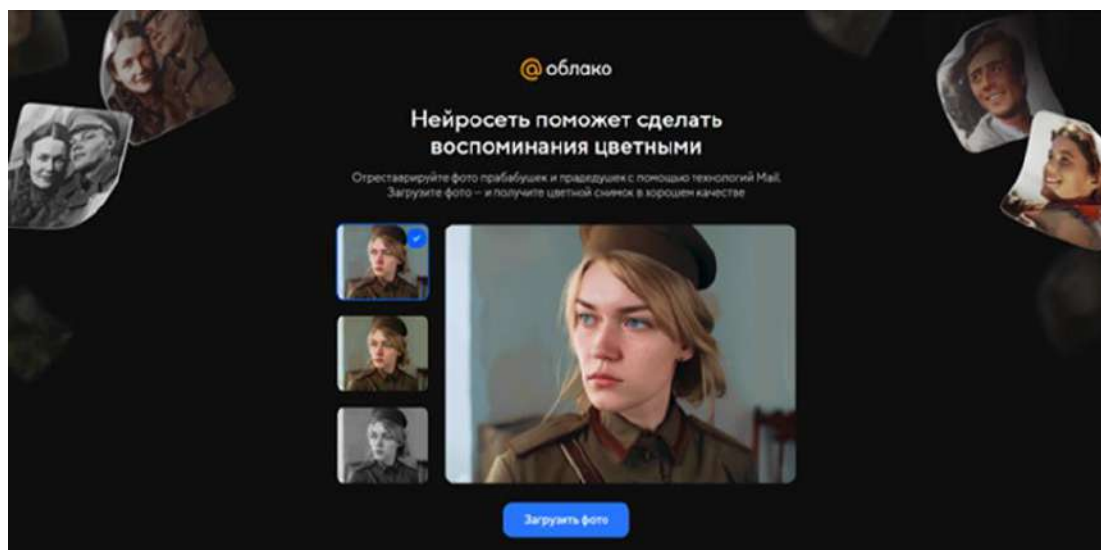 @облако
Нейросеть поможет сделать
воспоминания цветными
Отреставрируйте фото прабабушек и прадедушек с помощью технологий Mail.
Загрузите фото – и получите цветной снимок в хорошем качестве
Загрузить фото